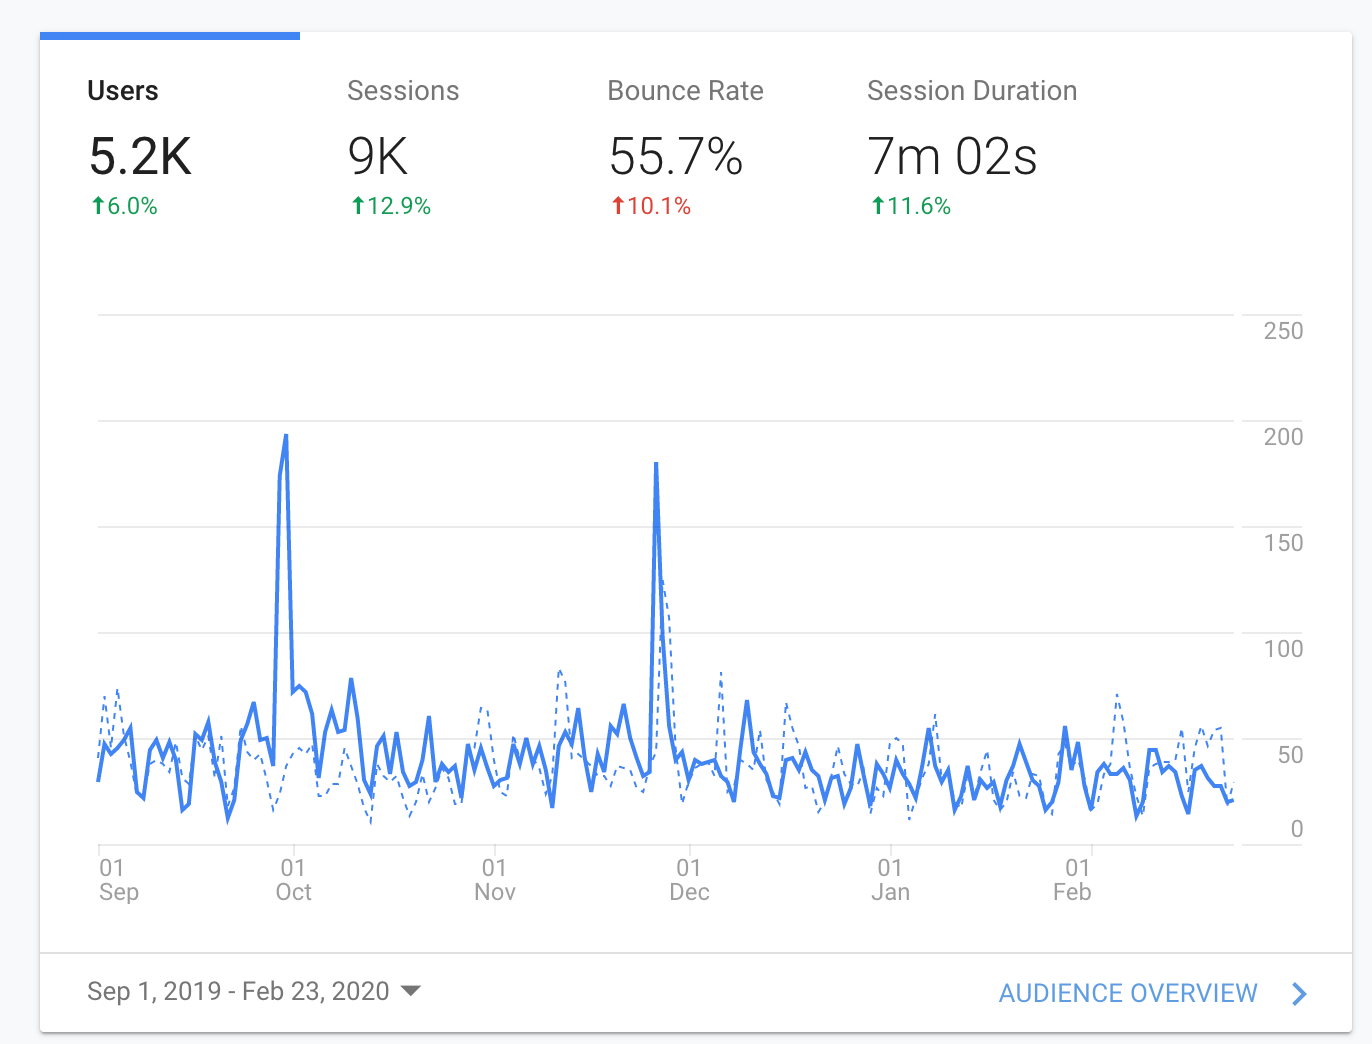 Users Sessions Bounce Rate Session Duration
5.2K 9K 55.7% 7m 02s
↑6.0% ↑12.9% ↑10.1% ↑11.6%
250
200
150
100
50
0
01 01 01 01 01 01
Sep Oct Nov Dec Jan Feb
Sep 1, 2019 - Feb 23, 2020 AUDIENCE OVERVIEW